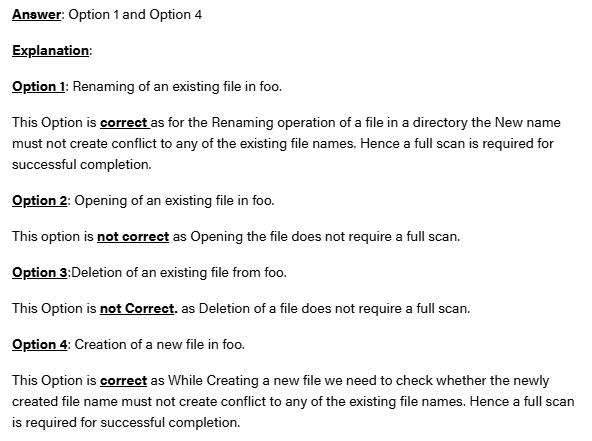 Answer: Option 1 and Option 4
Explanation:
Option 1: Renaming of an existing file in foo.
This Option is correct as for the Renaming operation of a file in a directory the New name
must not create conflict to any of the existing file names. Hence a full scan is required for
successful completion.
Option 2: Opening of an existing file in foo.
This option is not correct as Opening the file does not require a full scan.
Option 3:Deletion of an existing file from foo.
This Option is not Correct. as Deletion of a file does not require a full scan.
Option 4: Creation of a new file in foo.
This Option is correct as While Creating a new file we need to check whether the newly
created file name must not create conflict to any of the existing file names. Hence a full scan
is required for successful completion.